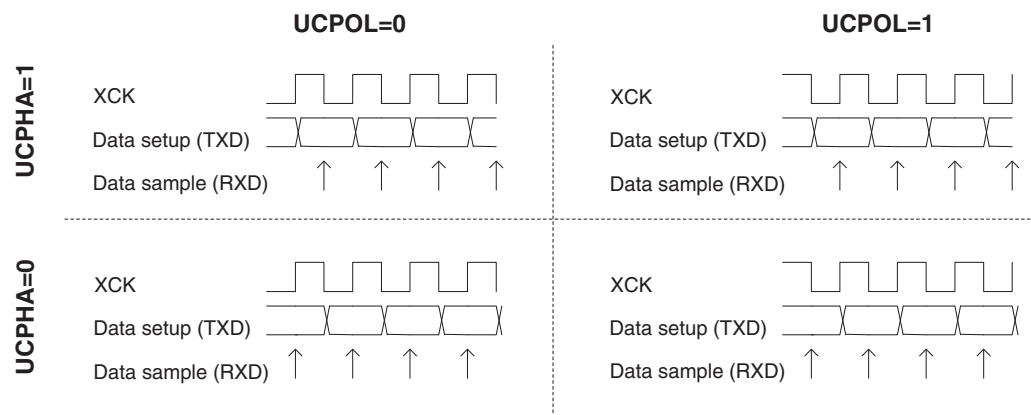 UCPOL=0
UCPOL=1
UCPHA=1
XCK
Data setup (TXD)
Data sample (RXD)
XCK
Data setup (TXD)
Data sample (RXD)
UCPHA=0
XCK
Data setup (TXD)
Data sample (RXD)
XCK
Data setup (TXD)
Data sample (RXD)